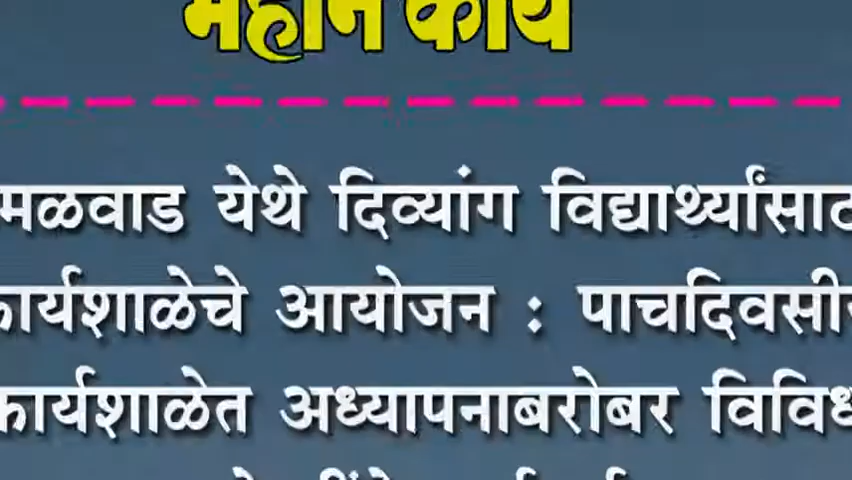 महान कार्य
मळवाड येथे दिव्यांग विद्यार्थ्यांसाठ
कार्यशाळेचे आयोजन : पाचदिवसी
कार्यशाळेत अध्यापनाबरोबर विविध